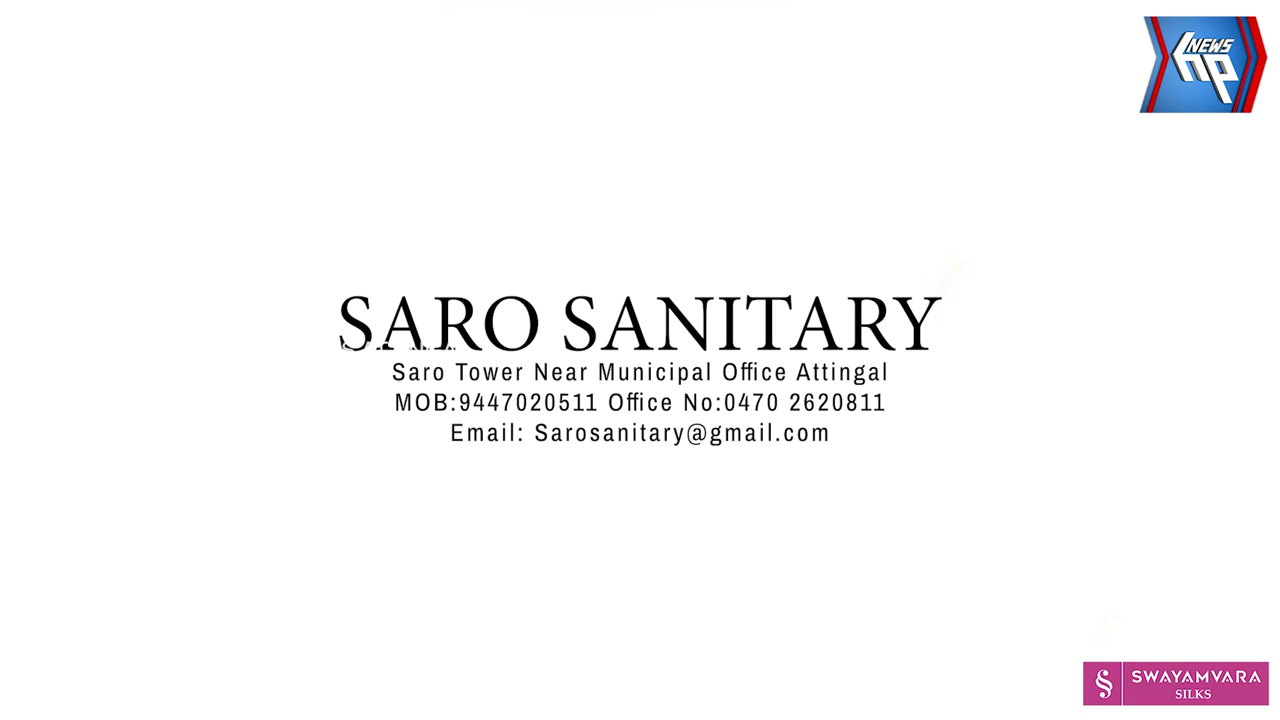 NEWS
hp
SARO SANITARY
Saro Tower Near Municipal Office Attingal
MOB:9447020511 Office No:0470 2620811
Email: Sarosanitary@gmail.com
SWAYAMVARA
SILKS